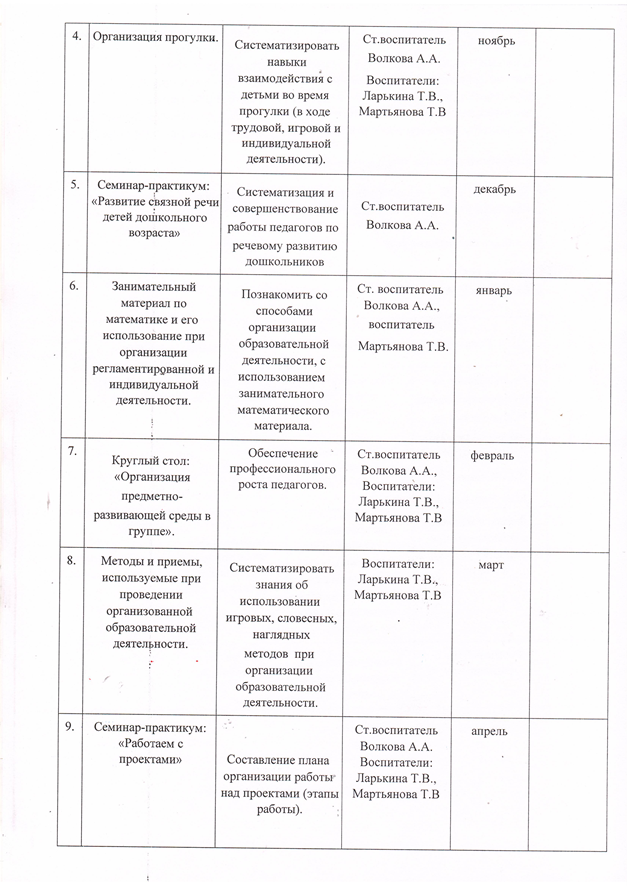 4.
Организация прогулки.
Систематизировать
навыки
взаимодействия с
детьми во время
прогулки (в ходе
трудовой, игровой и
индивидуальной
деятельности).
Ст.воспитатель
Волкова А.А.
Воспитатели:
Ларькина Т.В.,
Мартьянова Т.В
ноябрь
5.
Семинар-практикум:
«Развитие связной речи
детей дошкольного
возраста»
Систематизация и
совершенствование
работы педагогов по
речевому развитию
дошкольников
Ст.воспитатель
Волкова А.А.
декабрь
6.
Занимательный
материал по
математике и его
использование при
организации
регламентированной и
индивидуальной
деятельности.
Познакомить со
способами
организации
образовательной
деятельности, с
использованием
занимательного
математического
материала.
Ст. воспитатель
Волкова А.А.,
воспитатель
Мартьянова Т.В.
январь
7.
Круглый стол:
«Организация
предметно-
развивающей среды в
группе».
Обеспечение
профессионального
роста педагогов.
Ст.воспитатель
Волкова А.А.,
Воспитатели:
Ларькина Т.В.,
Мартьянова Т.В
февраль
8.
Методы и приемы,
используемые при
проведении
организованной
образовательной
деятельности.
Систематизировать
знания об
использовании
игровых, словесных,
наглядных
методов при
организации
образовательной
деятельности.
Воспитатели:
Ларькина Т.В.,
Мартьянова Т.В
март
9.
Семинар-практикум:
«Работаем с
проектами»
Составление плана
организации работы
над проектами (этапы
работы).
Ст.воспитатель
Волкова А.А.
Воспитатели:
Ларькина Т.В.,
Мартьянова Т.В
апрель